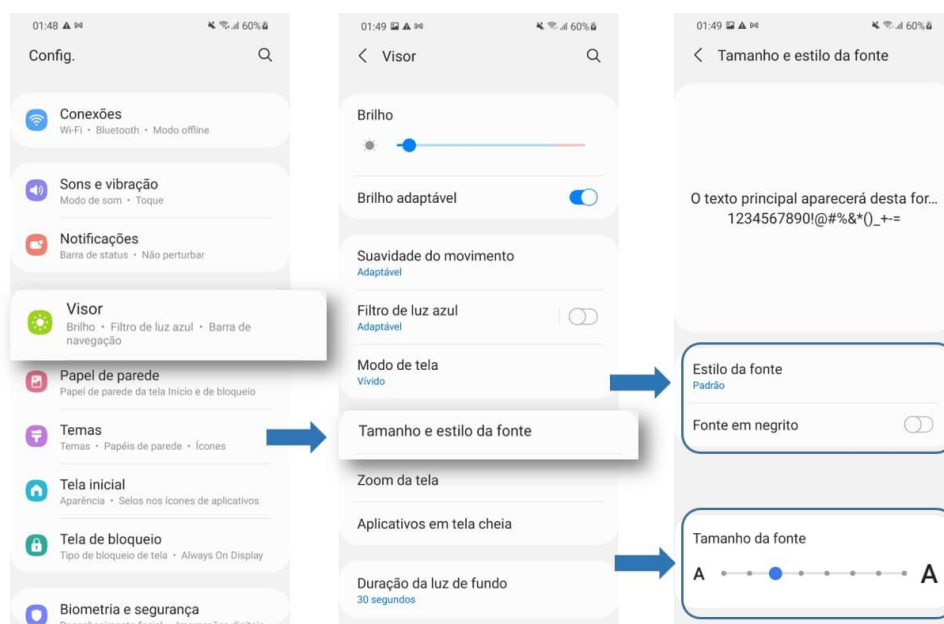 01:48
60%
Config.
Conexões
Wi-Fi • Bluetooth • Modo offline
Sons e vibração
Modo de som • Toque
Notificações
Barra de status • Não perturbar
Visor
Brilho • Filtro de luz azul • Barra de
navegação
Papel de parede
Papel de parede da tela Início e de bloqueio
Temas
Temas • Papéis de parede • Ícones
Tela inicial
Aparência • Selos nos ícones de aplicativos
Tela de bloqueio
Tipo de bloqueio de tela • Always On Display
Biometria e segurança
01:49
60%
Visor
Brilho
Brilho adaptável
Suavidade do movimento
Adaptável
Filtro de luz azul
Adaptável
Modo de tela
Vívido
Tamanho e estilo da fonte
Zoom da tela
Aplicativos em tela cheia
Duração da luz de fundo
30 segundos
01:49
60%
Tamanho e estilo da fonte
O texto principal aparecerá desta for...
1234567890!@#%&*()_+-=
Estilo da fonte
Padrão
Fonte em negrito
Tamanho da fonte
A A